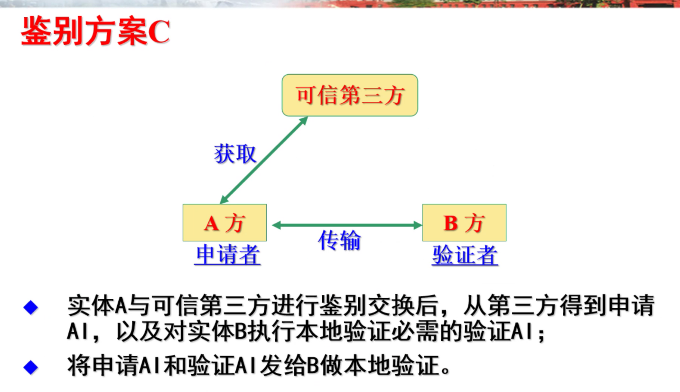 鉴别方案C
可信第三方
获取
A 方
B 方
传输
申请者
验证者
实体A与可信第三方进行鉴别交换后，从第三方得到申请
AI，以及对实体B执行本地验证必需的验证AI；
将申请AI和验证AI发给B做本地验证。